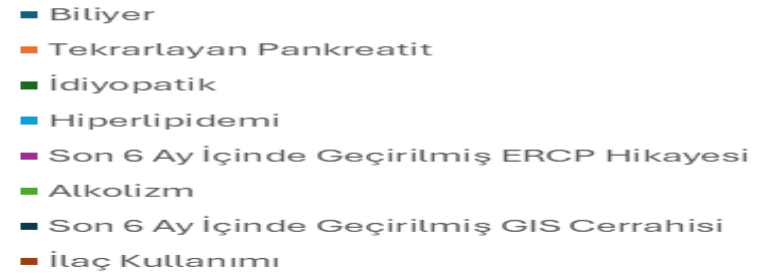 Biliyer
Tekrarlayan Pankreatit
İdiyopatik
Hiperlipidemi
Son 6 Ay İçinde Geçirilmiş ERCP Hikayesi
Alkolizm
Son 6 Ay İçinde Geçirilmiş GIS Cerrahisi
İlaç Kullanımı